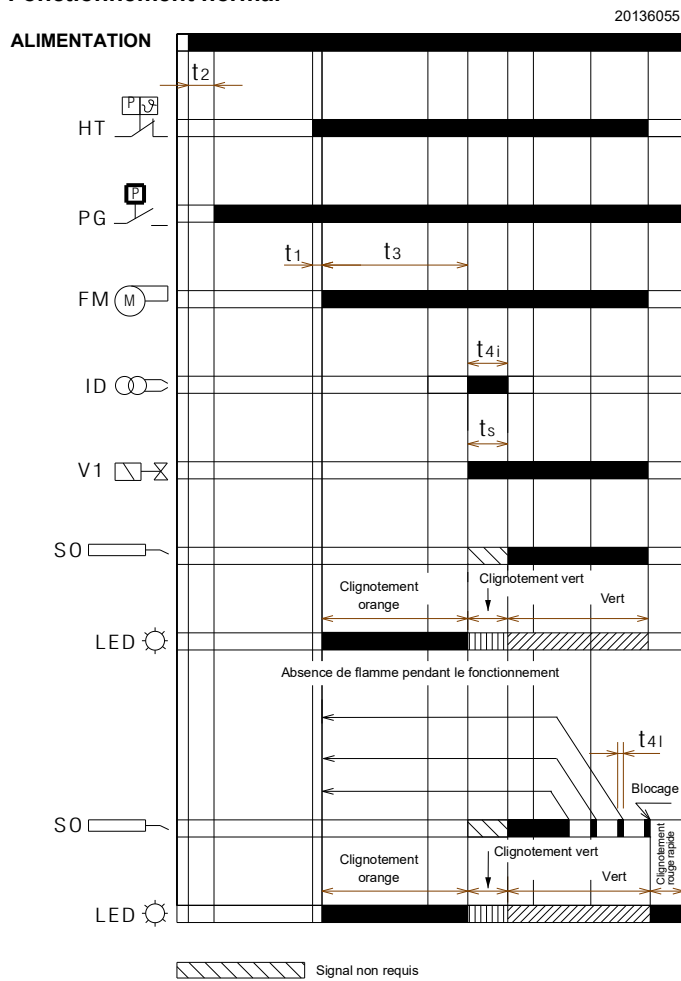 20136055
ALIMENTATION
t2
P ϑ
HT
P
PG
t1
t3
FM
M
t4i
ID
ts
V1
SO
Clignotement
orange
Clignotement vert
Vert
LED
Absence de flamme pendant le fonctionnement
t4l
Blocage
SO
Clignotement
orange
Clignotement vert
Vert
Clignotement
rouge rapide
LED
Signal non requis